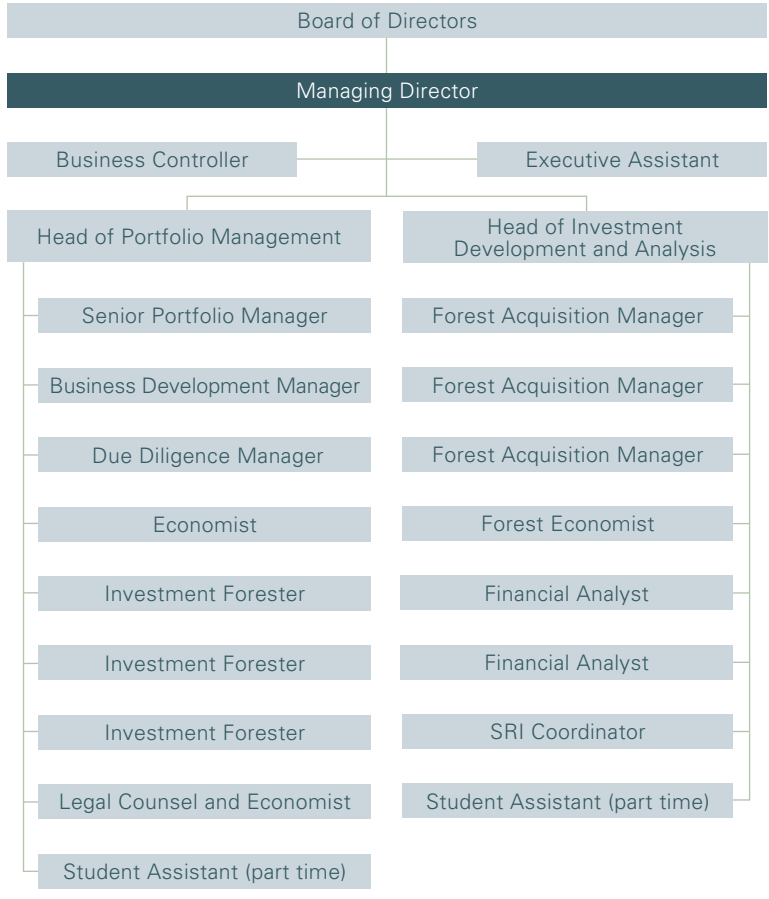 Board of Directors
Managing Director
Business Controller
Executive Assistant
Head of Portfolio Management
Senior Portfolio Manager
Business Development Manager
Due Diligence Manager
Economist
Investment Forester
Investment Forester
Investment Forester
Legal Counsel and Economist
Student Assistant (part time)
Head of Investment
Development and Analysis
Forest Acquisition Manager
Forest Acquisition Manager
Forest Acquisition Manager
Forest Economist
Financial Analyst
Financial Analyst
SRI Coordinator
Student Assistant (part time)